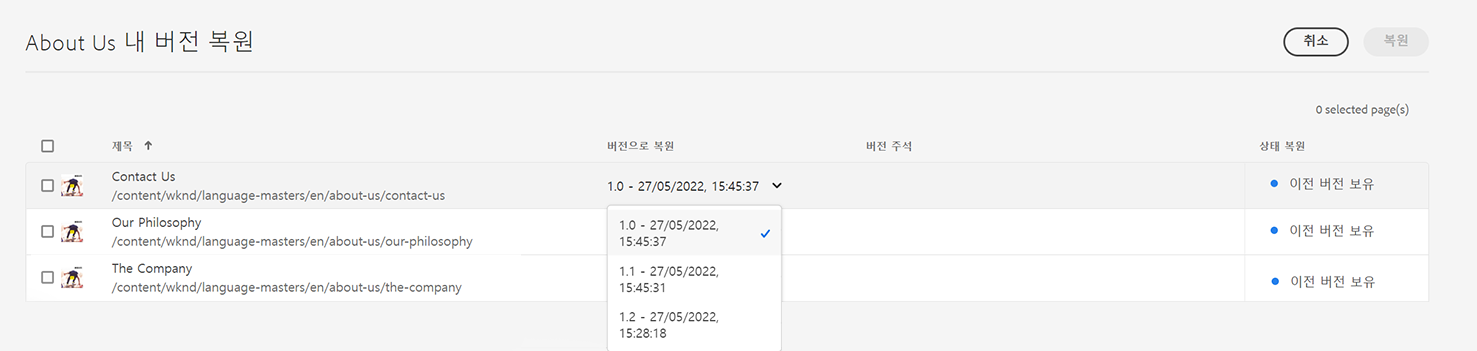 About Us 내 버전 복원
취소
복원
0 selected page(s)
제목
버전으로 복원
버전 주석
상태 복원
Contact Us
/content/wknd/language-masters/en/about-us/contact-us
1.0 - 27/05/2022, 15:45:37
이전 버전 보유
Our Philosophy
/content/wknd/language-masters/en/about-us/our-philosophy
이전 버전 보유
The Company
/content/wknd/language-masters/en/about-us/the-company
이전 버전 보유
1.0 - 27/05/2022,
15:45:37
1.1 - 27/05/2022,
15:45:31
1.2 - 27/05/2022,
15:28:18